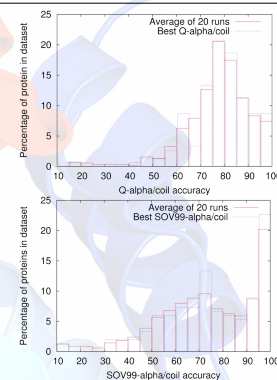 25
20
15
10
5
0
Percentage of protein in dataset
Average of 20 runs
Best Q-alpha/coil
10 20 30 40 50 60 70 80 90 100
Q-alpha/coil accuracy
25
20
15
10
5
0
Percentage of proteins in dataset
Average of 20 runs
Best SOV99-alpha/coil
10 20 30 40 50 60 70 80 90 100
SOV99-alpha/coil accuracy